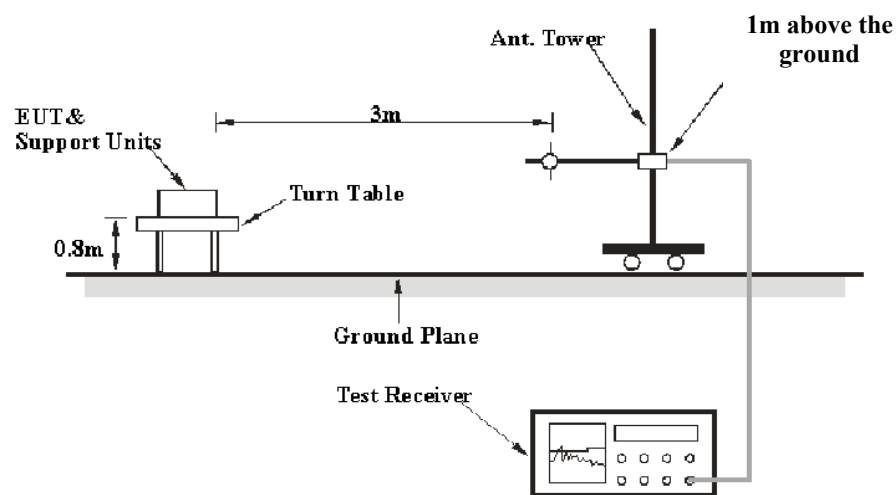 1m above the
ground
Ant. Tower
3m
EUT&
Support Units
Turn Table
0.8m
Ground Plane
Test Receiver